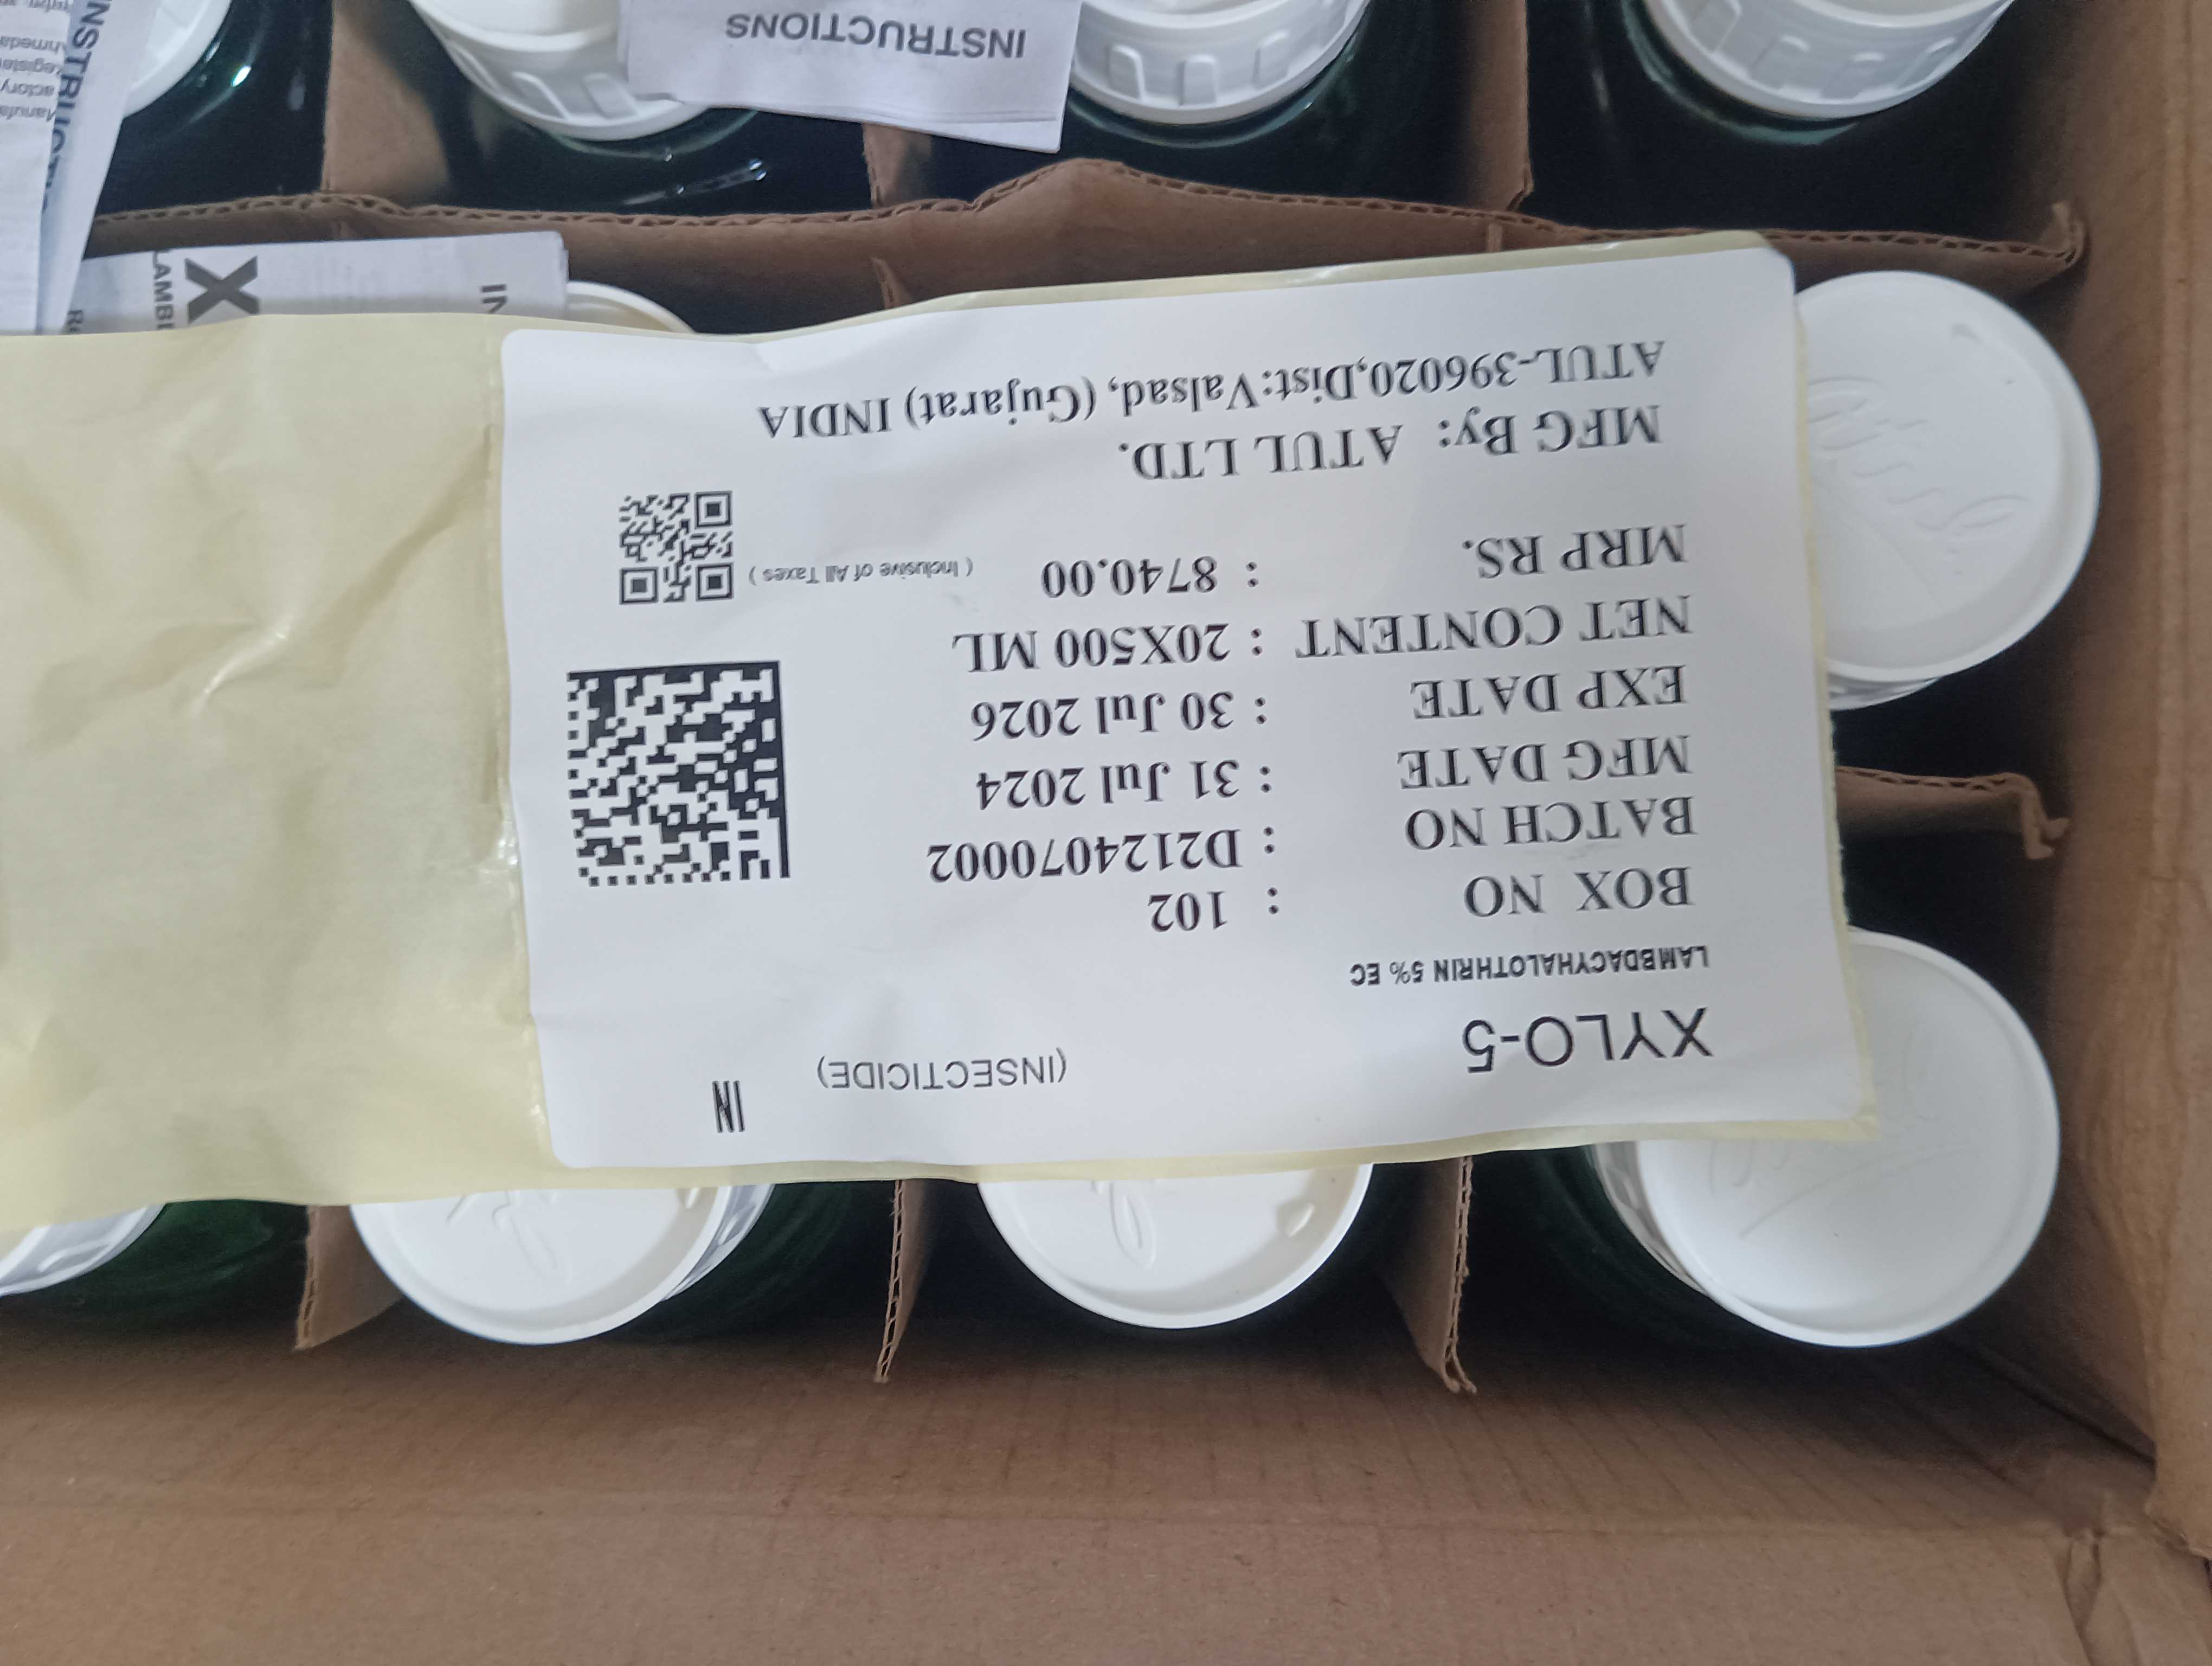 XYLO-5 (INSECTICIDE) IN
LAMBDACYHALOTHRIN 5% EC
BOX NO : 102
BATCH NO : D2124070002
MFG DATE : 31 Jul 2024
EXP DATE : 30 Jul 2026
NET CONTENT : 20X500 ML
MRP RS. : 8740.00 ( Inclusive of All Taxes )
MFG By: ATUL LTD.
ATUL-396020,Dist:Valsad, (Gujarat) INDIA
INSTRUCTIONS